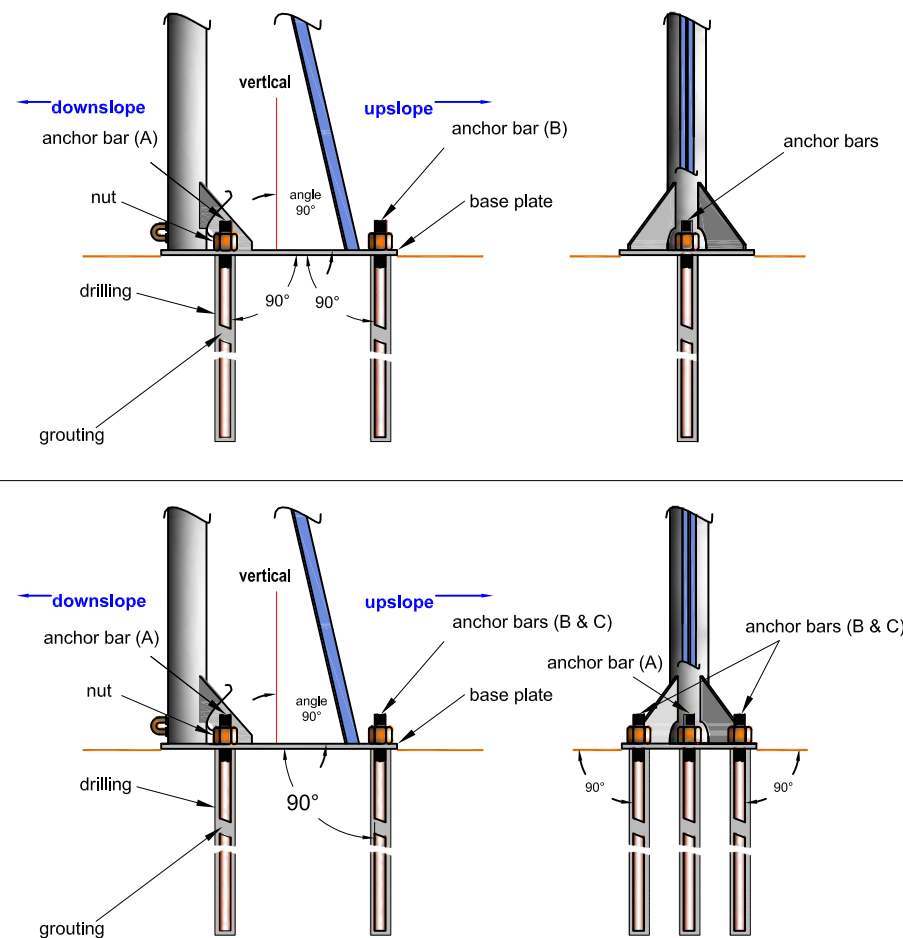 vertical
downslope
upslope
anchor bar (A)
anchor bar (B)
anchor bars
nut
angle
90°
base plate
drilling
90°
90°
grouting
vertical
downslope
upslope
anchor bar (A)
anchor bars (B & C)
anchor bars (B & C)
anchor bar (A)
nut
angle
90°
base plate
drilling
90°
90°
90°
grouting